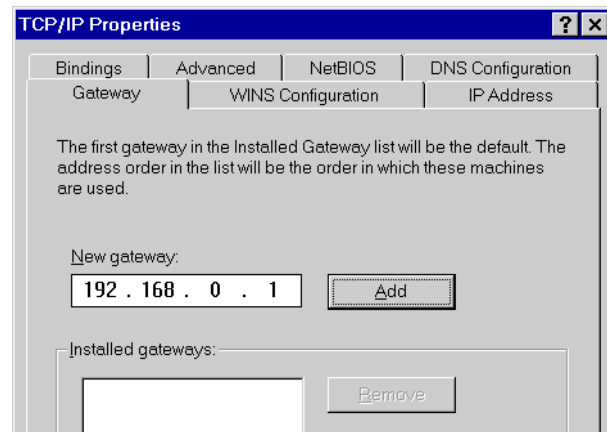 TCP/IP Properties
? ×
Bindings Advanced NetBIOS DNS Configuration
Gateway WINS Configuration IP Address
The first gateway in the Installed Gateway list will be the default. The
address order in the list will be the order in which these machines
are used.
New gateway:
192 . 168 . 0 . 1 Add
Installed gateways:
Remove